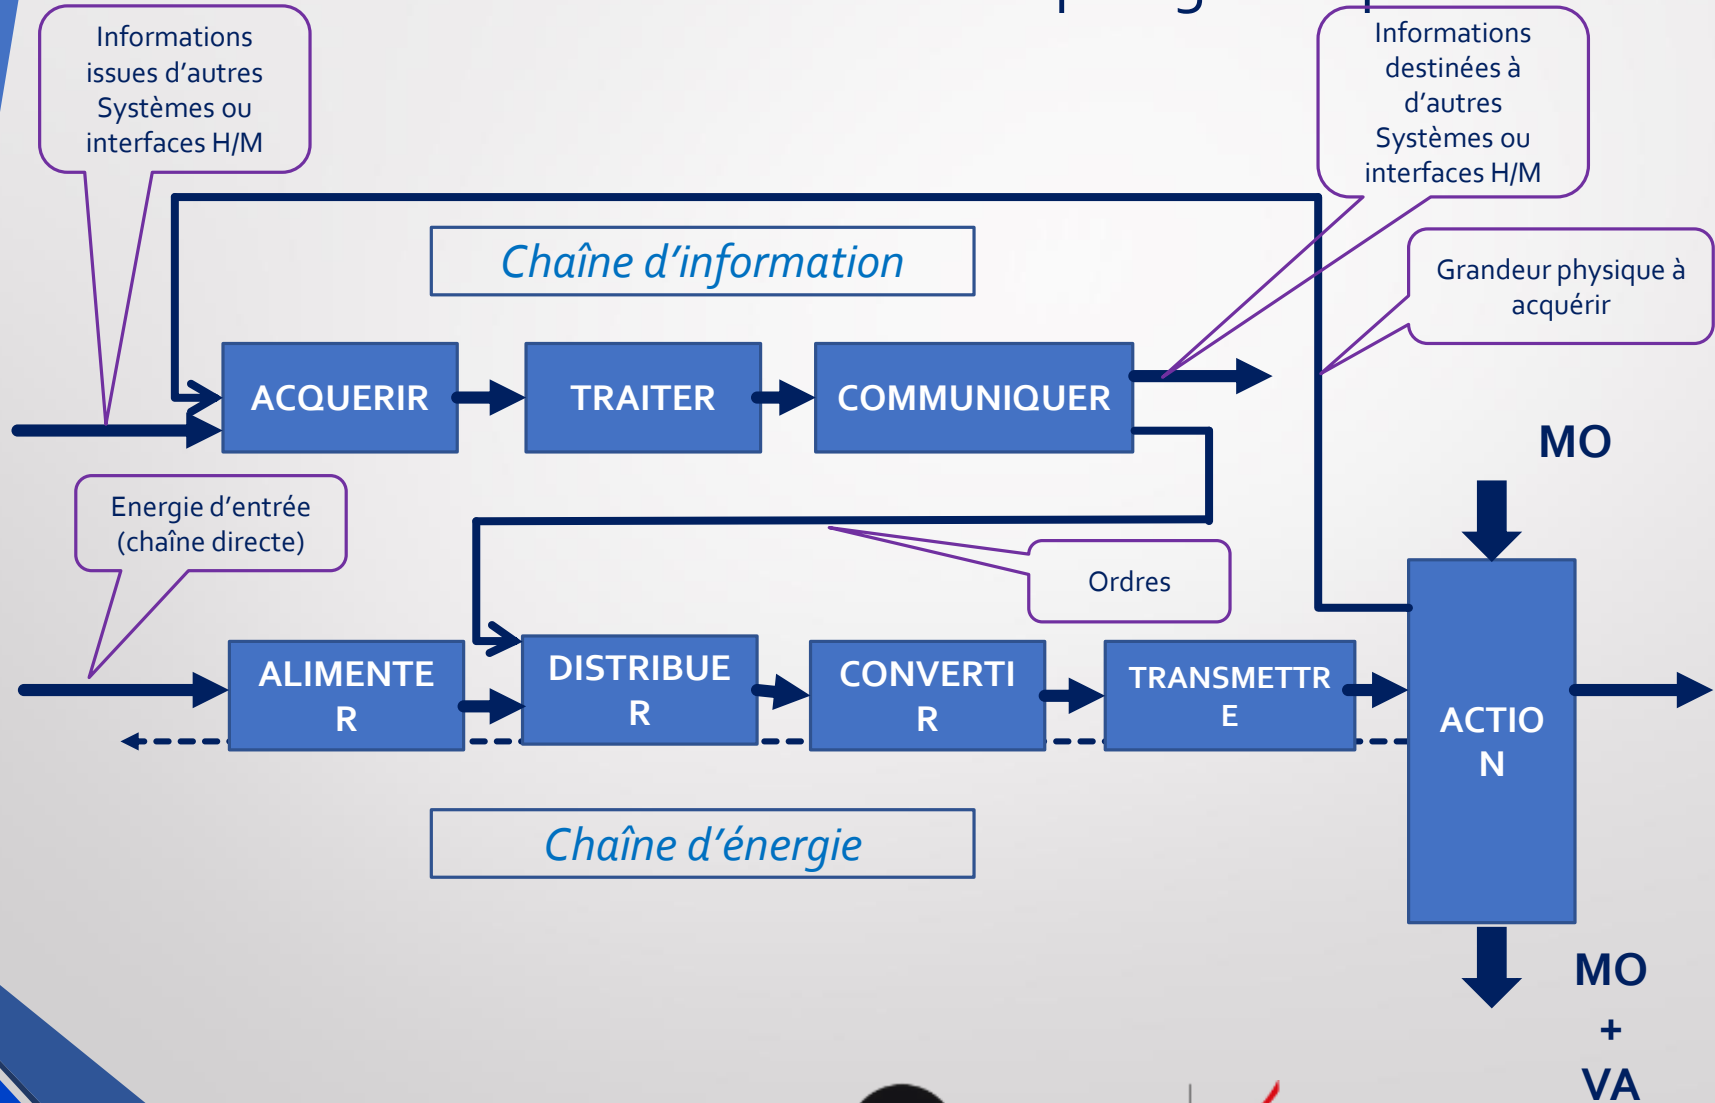 Informations
issues d'autres
Systèmes ou
interfaces H/M
Informations
destinées à
d'autres
Systèmes ou
interfaces H/M
Chaîne d'information
Grandeur physique à
acquérir
ACQUERIR
TRAITER
COMMUNIQUER
MO
Energie d'entrée
(chaîne directe)
Ordres
ALIMENTE
R
DISTRIBUE
R
CONVERTI
R
TRANSMETTR
E
ACTIO
N
Chaîne d'énergie
MO
+
VA